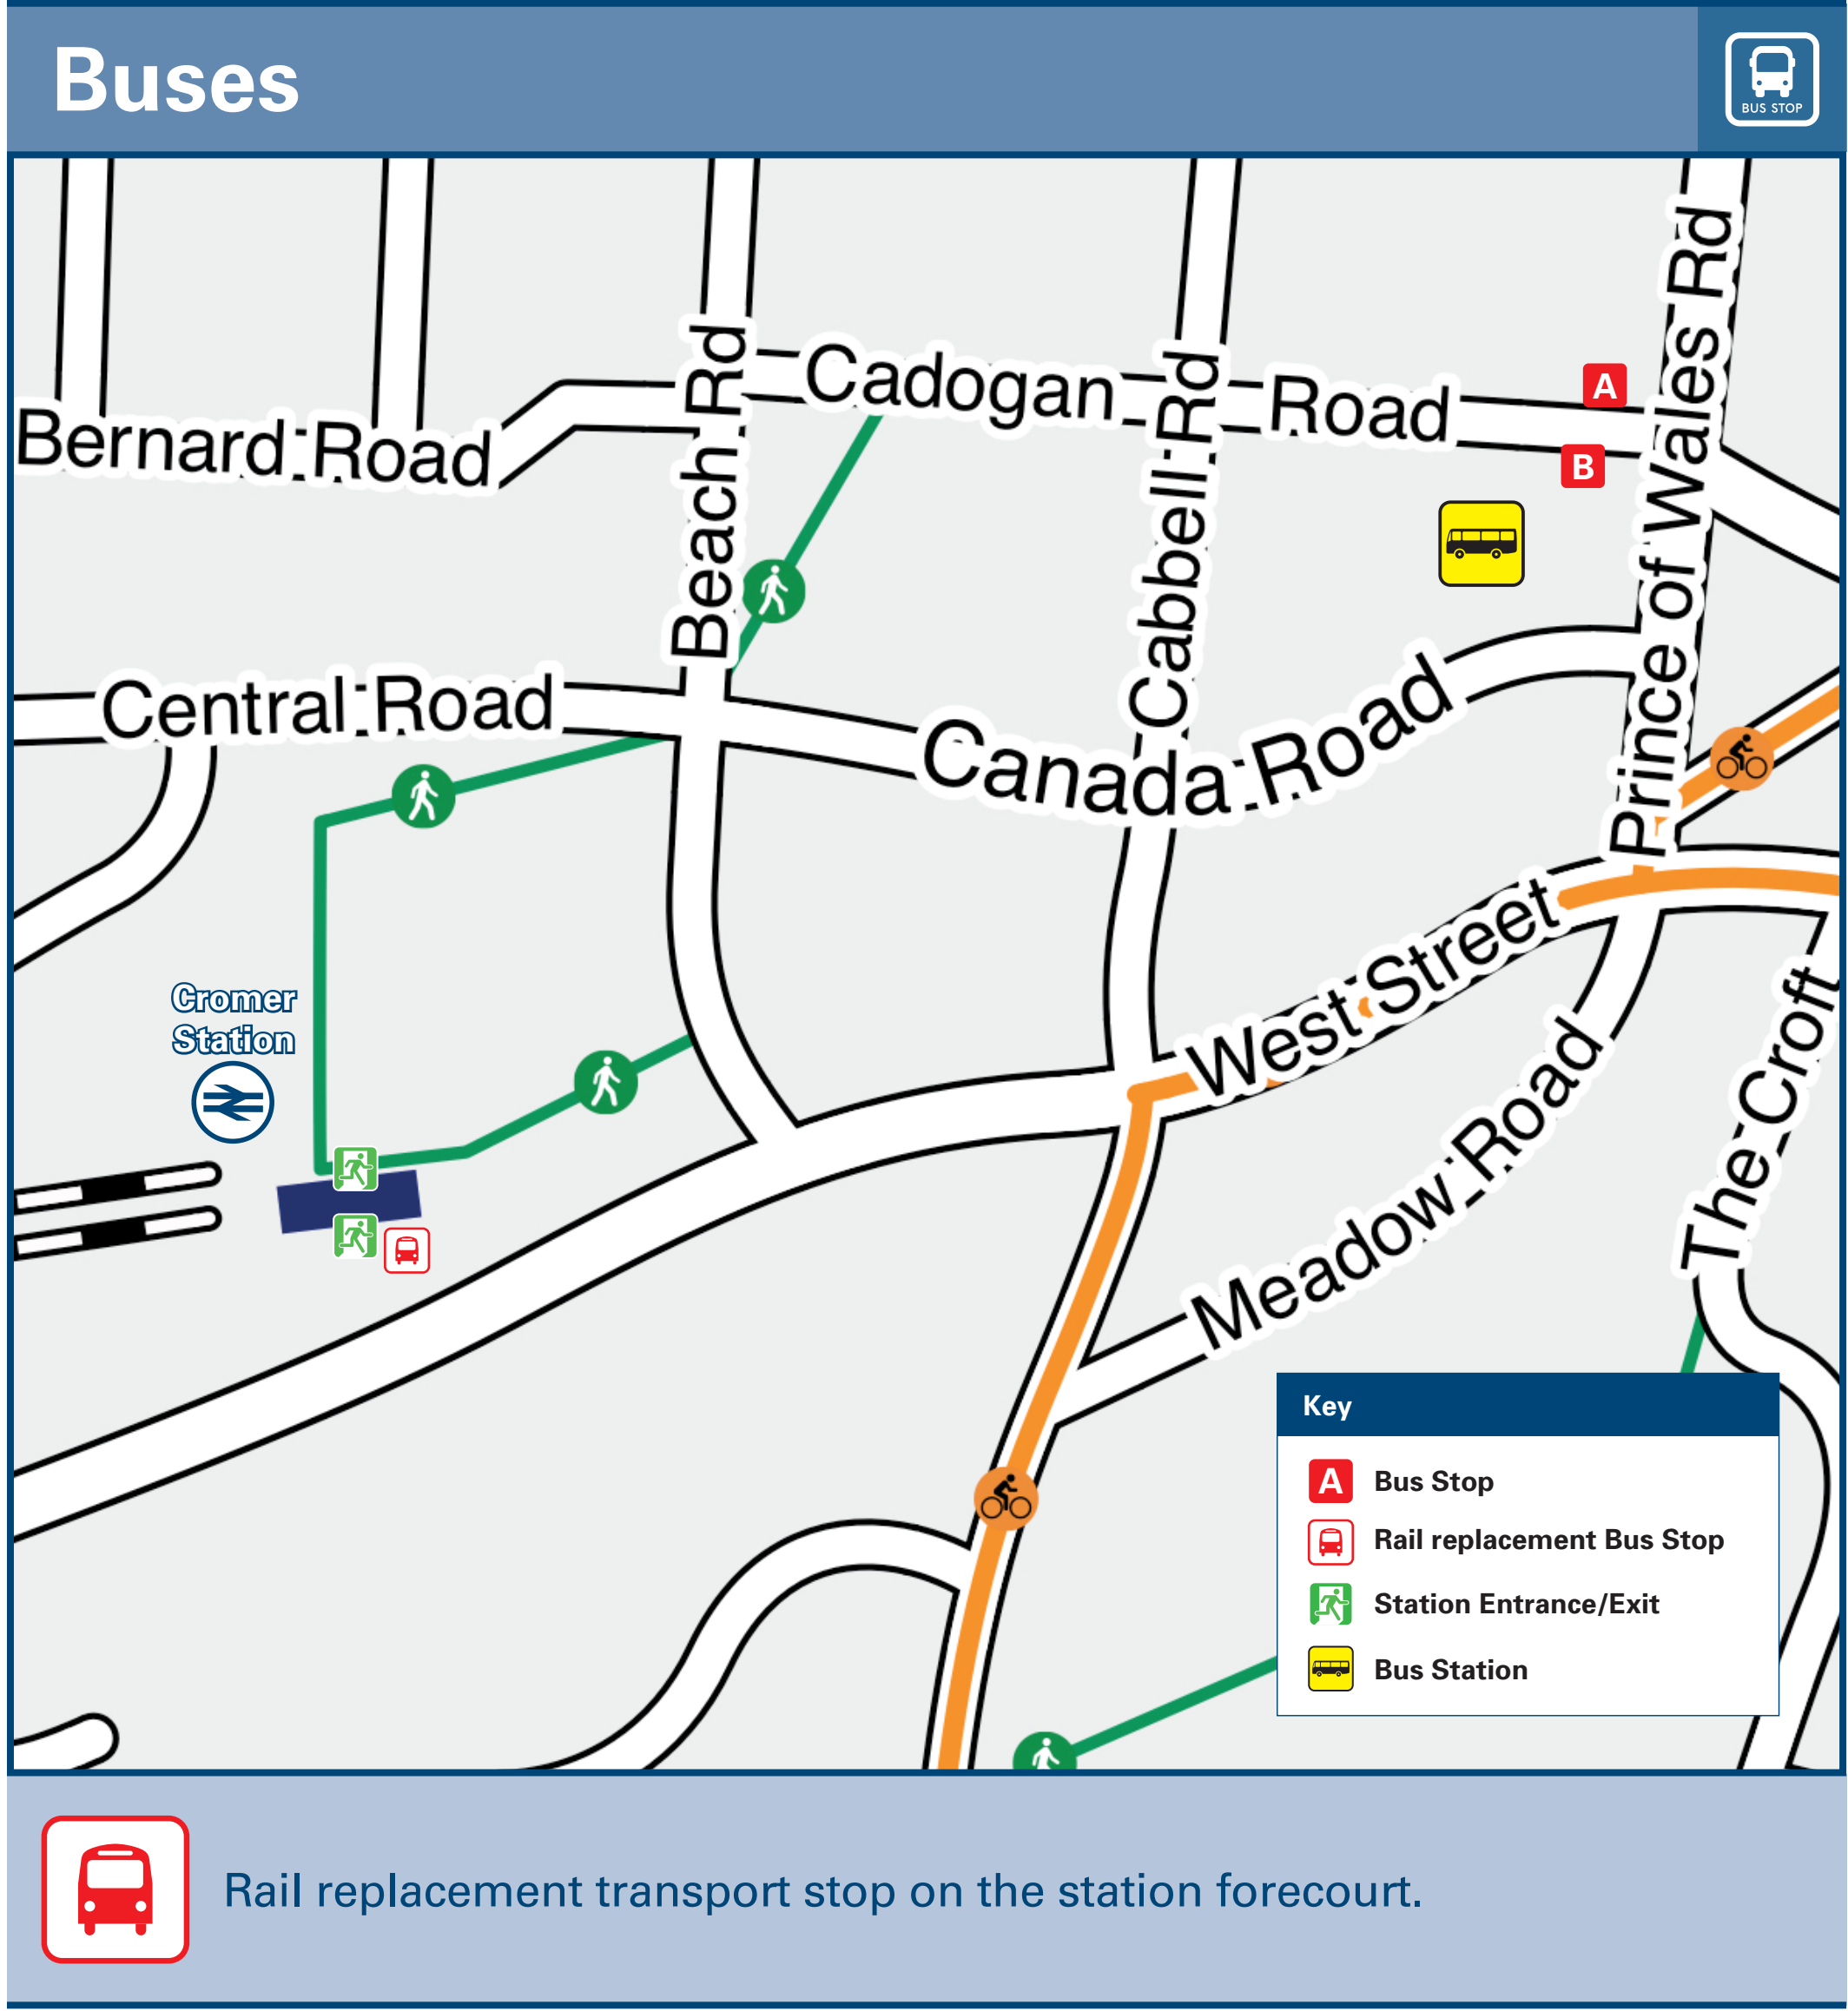 Buses
BUS STOP
Bernard Road
Beach Rd
Cadogan Road
Cabbell Rd
Prince of Wales Rd
A
B
Central Road
Canada Road
Cromer
Station
West Street
Meadow Road
The Croft
Key
A Bus Stop
Rail replacement Bus Stop
Station Entrance/Exit
Bus Station
Rail replacement transport stop on the station forecourt.